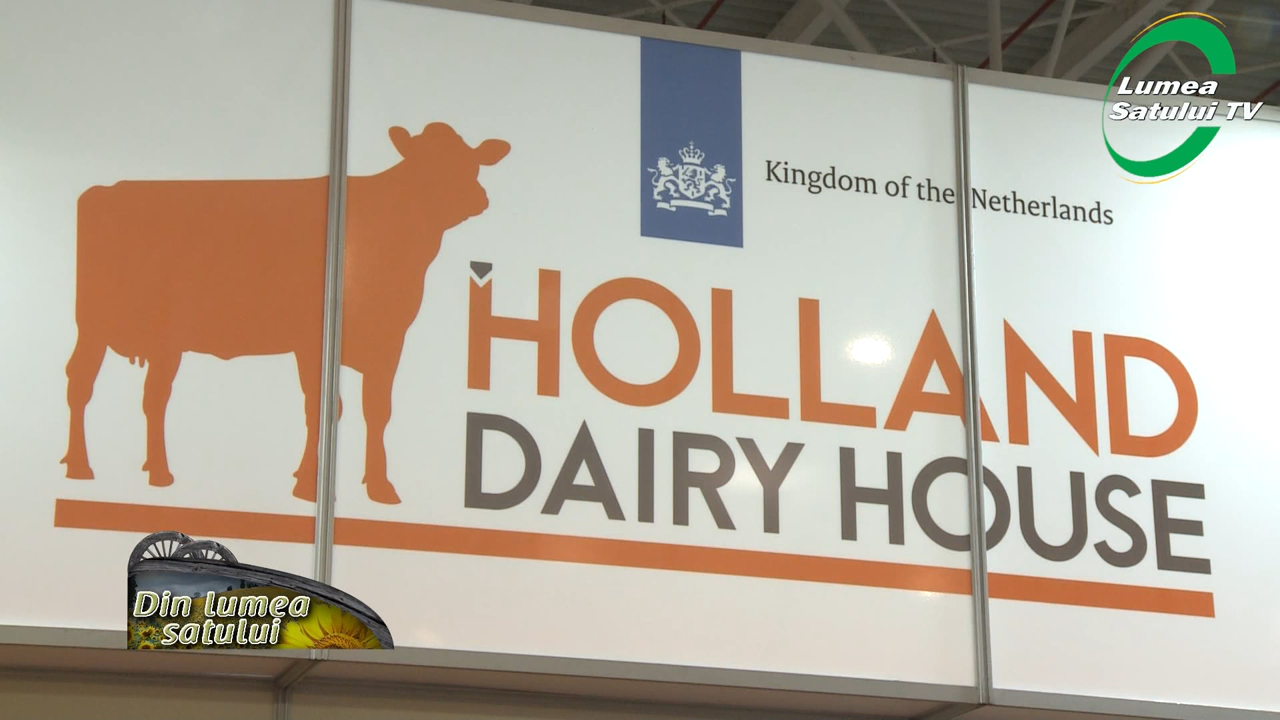 Lumea
Satului TV
Kingdom of the Netherlands
HOLLAND
DAIRY HOUSE
Din lumea
satului